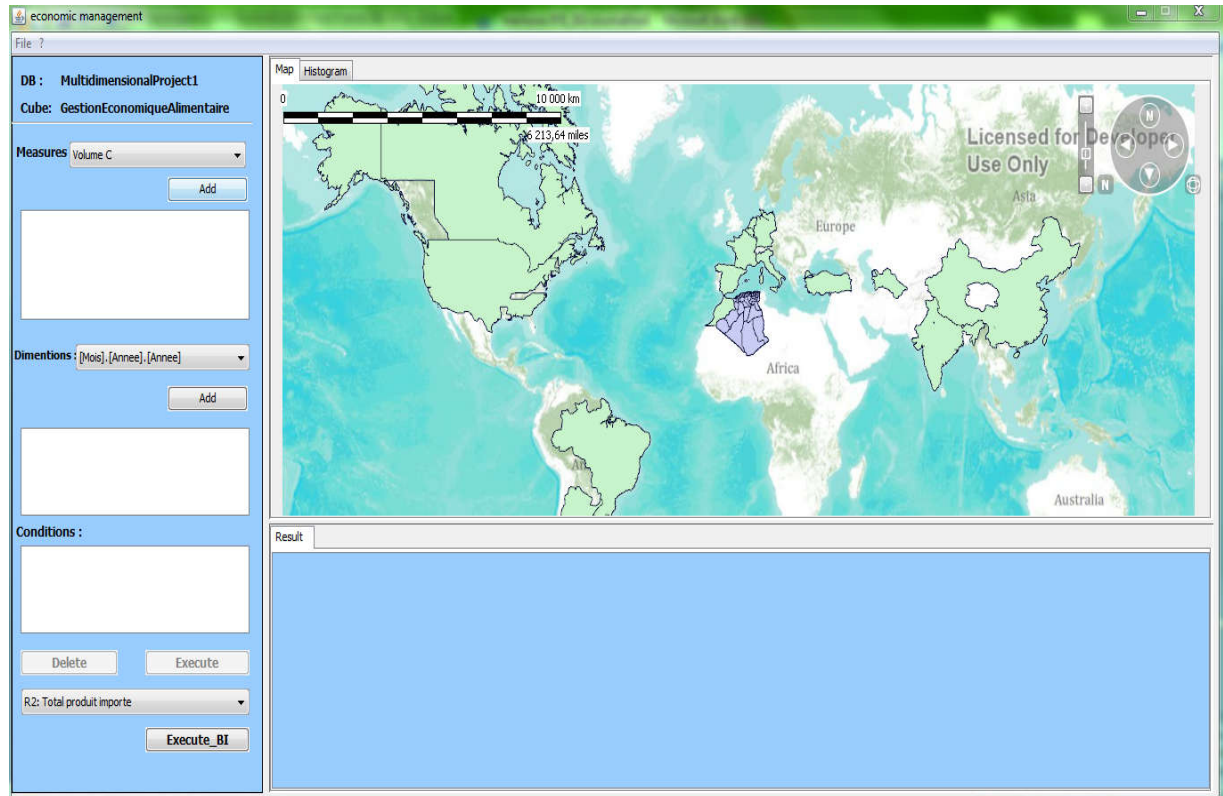 economic management
File ?
DB : MultidimensionalProject1
Cube: GestionEconomiqueAlimentaire
Measures Volume C
Add
Dimentions : [Mois].[Annee].[Annee]
Add
Conditions :
Delete Execute
R2: Total produit importe
Execute_BI
Map Histogram
0 10 000 km
6 213,64 miles
Licensed for Developer
Use Only
N
N
Asia
Europe
Africa
Australia
Result